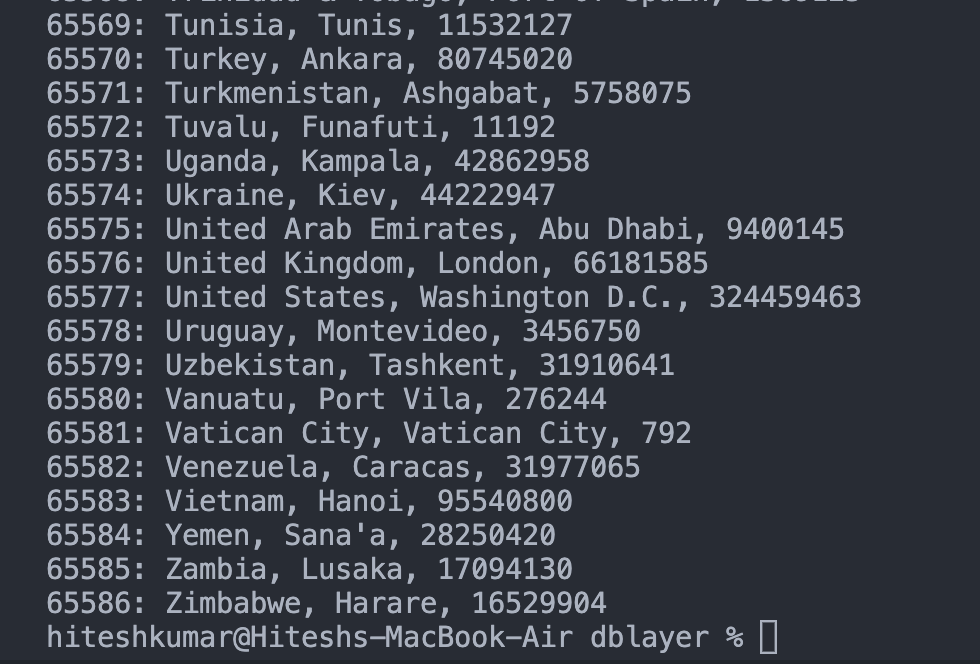 65569: Tunisia, Tunis, 11532127
65570: Turkey, Ankara, 80745020
65571: Turkmenistan, Ashgabat, 5758075
65572: Tuvalu, Funafuti, 11192
65573: Uganda, Kampala, 42862958
65574: Ukraine, Kiev, 44222947
65575: United Arab Emirates, Abu Dhabi, 9400145
65576: United Kingdom, London, 66181585
65577: United States, Washington D.C., 324459463
65578: Uruguay, Montevideo, 3456750
65579: Uzbekistan, Tashkent, 31910641
65580: Vanuatu, Port Vila, 276244
65581: Vatican City, Vatican City, 792
65582: Venezuela, Caracas, 31977065
65583: Vietnam, Hanoi, 95540800
65584: Yemen, Sana'a, 28250420
65585: Zambia, Lusaka, 17094130
65586: Zimbabwe, Harare, 16529904
hiteshkumar@Hiteshs-MacBook-Air dblayer %